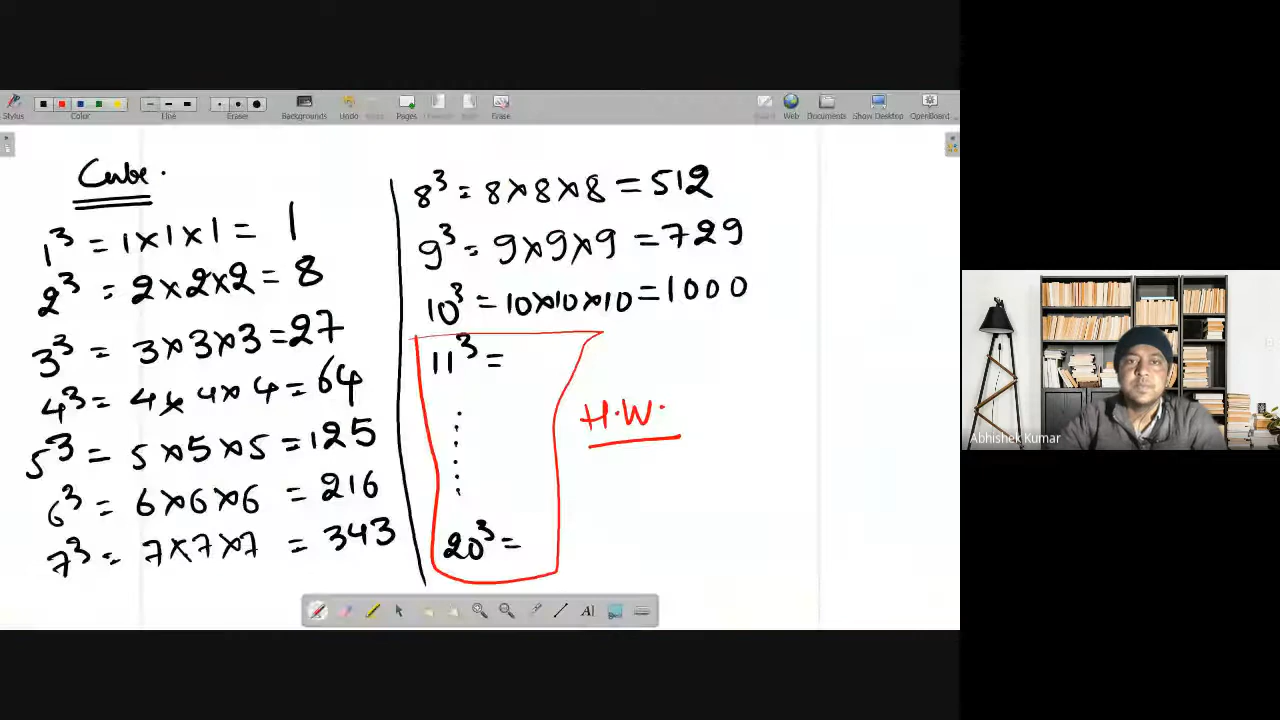 Stylus
Color
Line
Eraser
Backgrounds
Undo
Pages
Erase
Web
Documents
Show Desktop
OpenBoard
Cube.
1³ = 1×1×1 = 1
2³ = 2×2×2 = 8
3³ = 3×3×3 = 27
4³ = 4×4×4 = 64
5³ = 5×5×5 = 125
6³ = 6×6×6 = 216
7³ = 7×7×7 = 343
8³ = 8×8×8 = 512
9³ = 9×9×9 = 729
10³ = 10×10×10 = 1000
11³ =
20³ =
H.W.
Abhishek Kumar